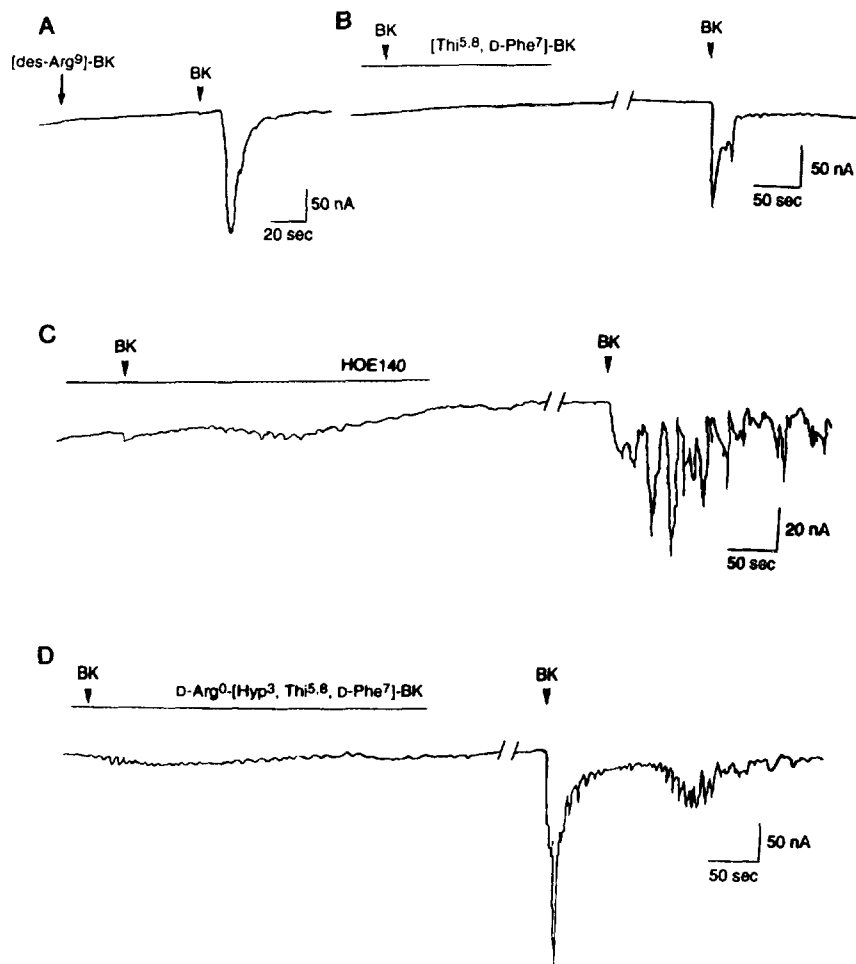 A
[des-Arg⁹]-BK
BK
50 nA
20 sec
B
BK
[Thi⁵,⁸, D-Phe⁷]-BK
BK
50 nA
50 sec
C
BK
HOE140
BK
20 nA
50 sec
D
BK
D-Arg⁰-[Hyp³, Thi⁵,⁸, D-Phe⁷]-BK
BK
50 nA
50 sec